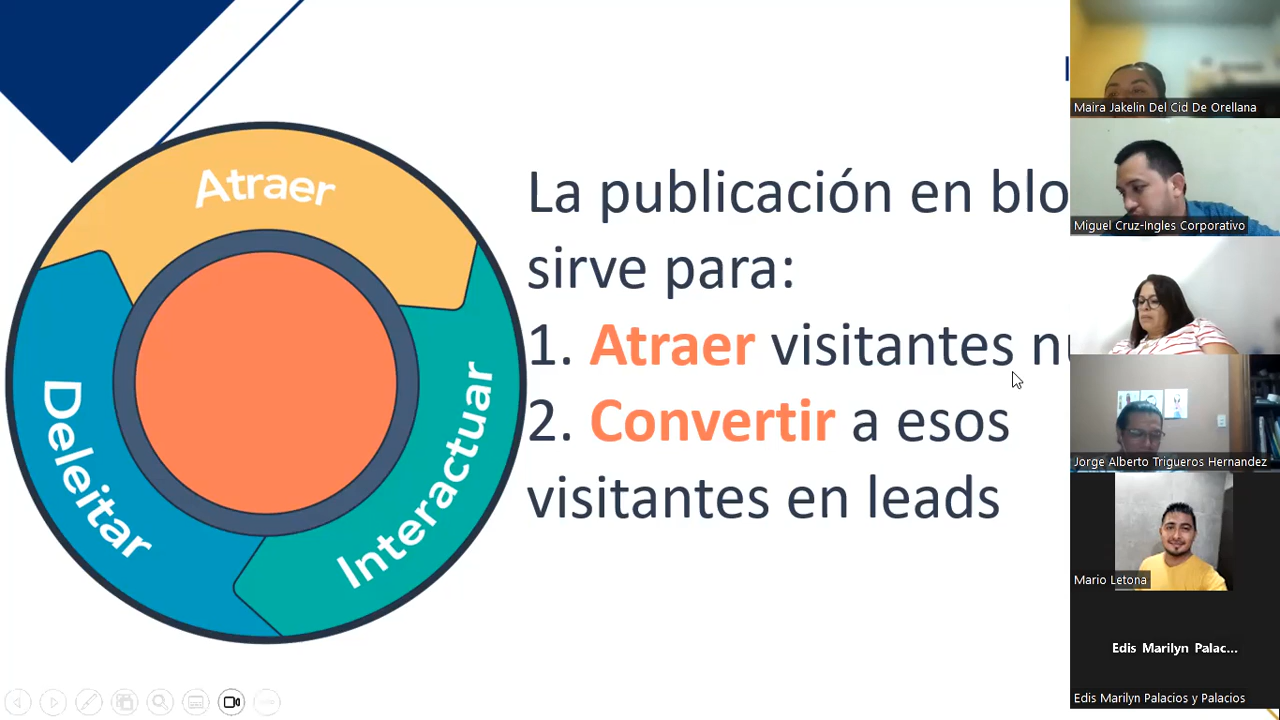 Atraer
Interactuar
Deleitar
La publicación en blo
sirve para:
1. Atraer visitantes nu
2. Convertir a esos
visitantes en leads
Maira Jakelin Del Cid De Orellana
Miguel Cruz-Ingles Corporativo
Jorge Alberto Trigueros Hernandez
Mario Letona
Edis Marilyn Palac...
Edis Marilyn Palacios y Palacios